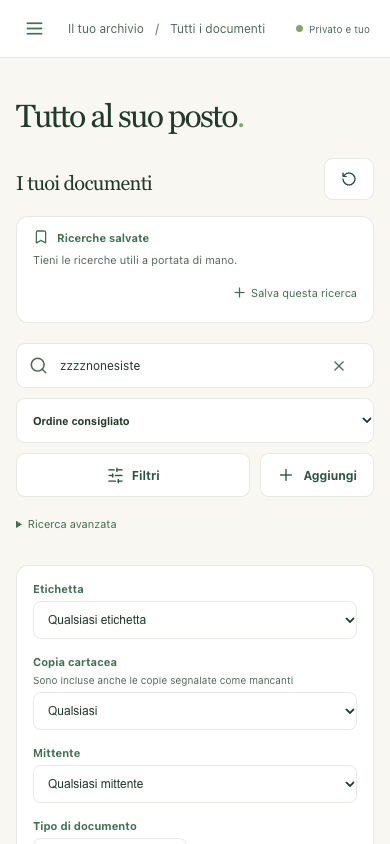 Il tuo archivio / Tutti i documenti
Privato e tuo
Tutto al suo posto.
I tuoi documenti
Ricerche salvate
Tieni le ricerche utili a portata di mano.
Salva questa ricerca
zzzznonesiste
Ordine consigliato
Filtri
Aggiungi
Ricerca avanzata
Etichetta
Qualsiasi etichetta
Copia cartacea
Sono incluse anche le copie segnalate come mancanti
Qualsiasi
Mittente
Qualsiasi mittente
Tipo di documento